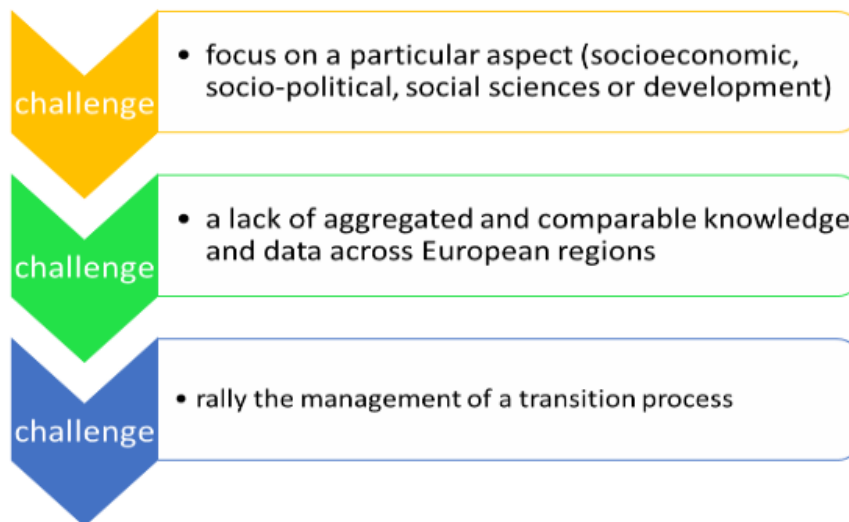 challenge
• focus on a particular aspect (socioeconomic,
socio-political, social sciences or development)
challenge
• a lack of aggregated and comparable knowledge
and data across European regions
challenge
• rally the management of a transition process